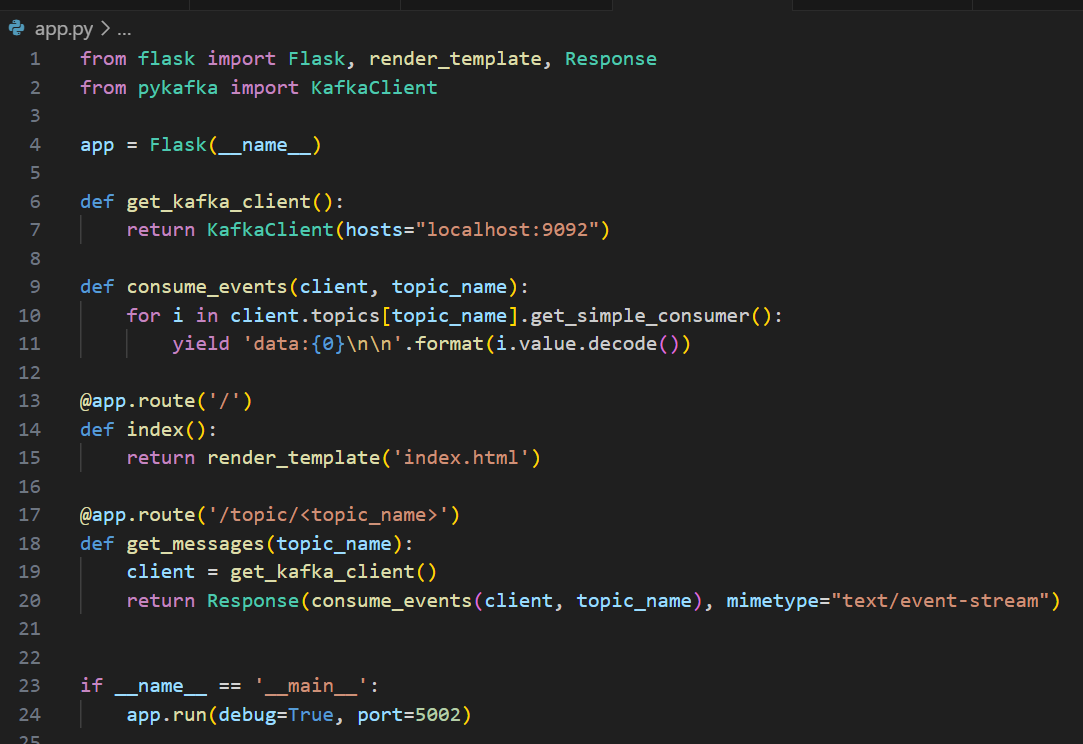 app.py > ...
1 from flask import Flask, render_template, Response
2 from pykafka import KafkaClient
3
4 app = Flask(__name__)
5
6 def get_kafka_client():
7     return KafkaClient(hosts="localhost:9092")
8
9 def consume_events(client, topic_name):
10     for i in client.topics[topic_name].get_simple_consumer():
11         yield 'data:{0}\n\n'.format(i.value.decode())
12
13 @app.route('/')
14 def index():
15     return render_template('index.html')
16
17 @app.route('/topic/<topic_name>')
18 def get_messages(topic_name):
19     client = get_kafka_client()
20     return Response(consume_events(client, topic_name), mimetype="text/event-stream")
21
22
23 if __name__ == '__main__':
24     app.run(debug=True, port=5002)
25